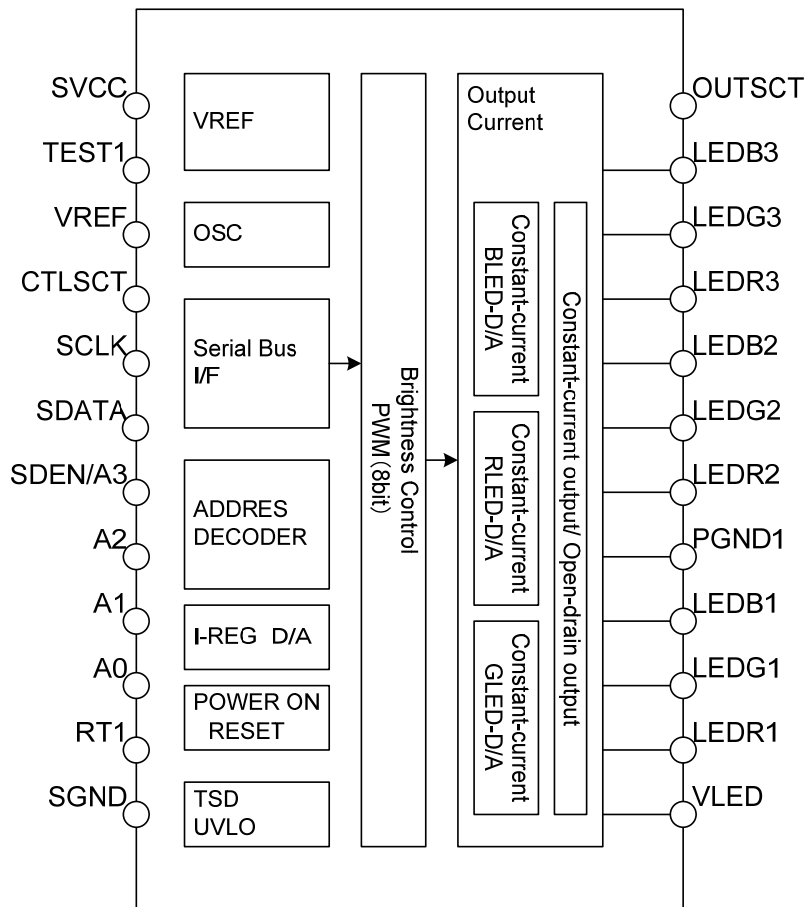 SVCC
TEST1
VREF
CTLSCT
SCLK
SDATA
SDEN/A3
A2
A1
A0
RT1
SGND
VREF
OSC
Serial Bus
I/F
ADDRES
DECODER
I-REG D/A
POWER ON
RESET
TSD
UVLO
Brightness Control
PWM (8bit)
Output
Current
Constant-current
BLED-D/A
Constant-current
RLED-D/A
Constant-current
GLED-D/A
Constant-current output/ Open-drain output
OUTSCT
LEDB3
LEDG3
LEDR3
LEDB2
LEDG2
LEDR2
PGND1
LEDB1
LEDG1
LEDR1
VLED